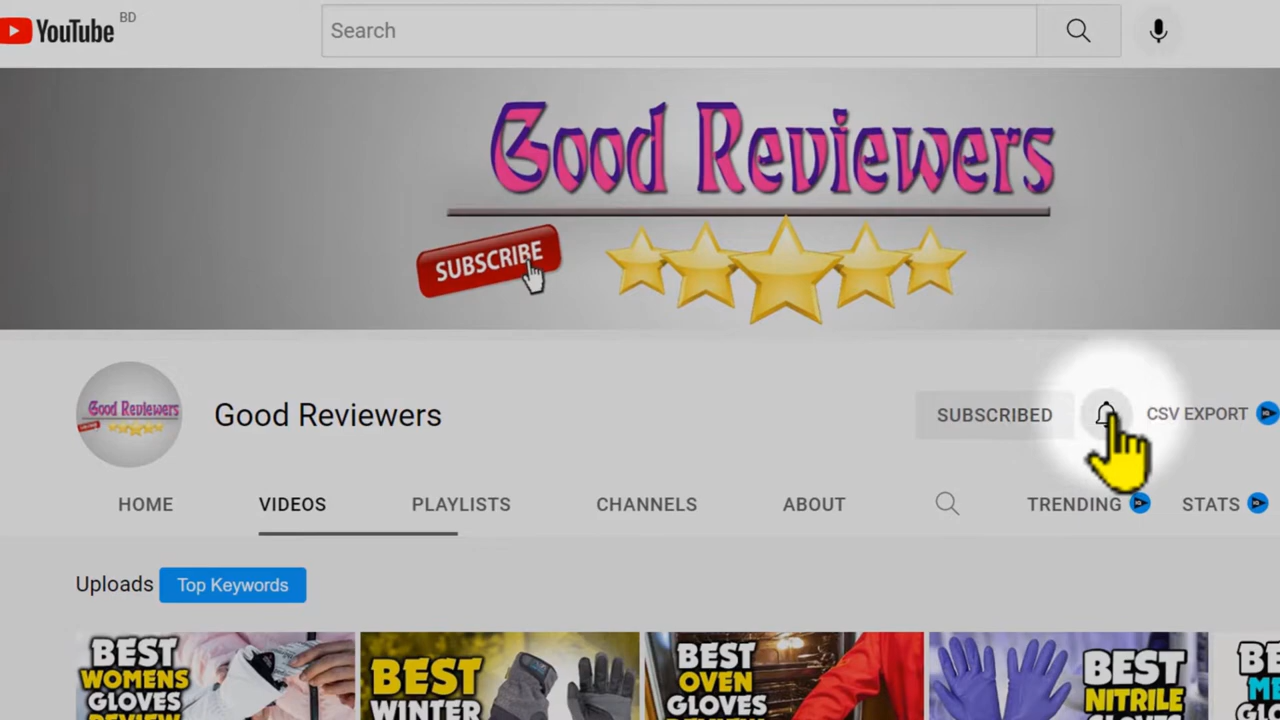 YouTube BD
Search
Good Reviewers
SUBSCRIBE
Good Reviewers
Good Reviewers
SUBSCRIBED
CSV EXPORT
HOME
VIDEOS
PLAYLISTS
CHANNELS
ABOUT
TRENDING
STATS
Uploads
Top Keywords
BEST
WOMENS
GLOVES
BEST
WINTER
BEST
OVEN
GLOVES
BEST
NITRILE